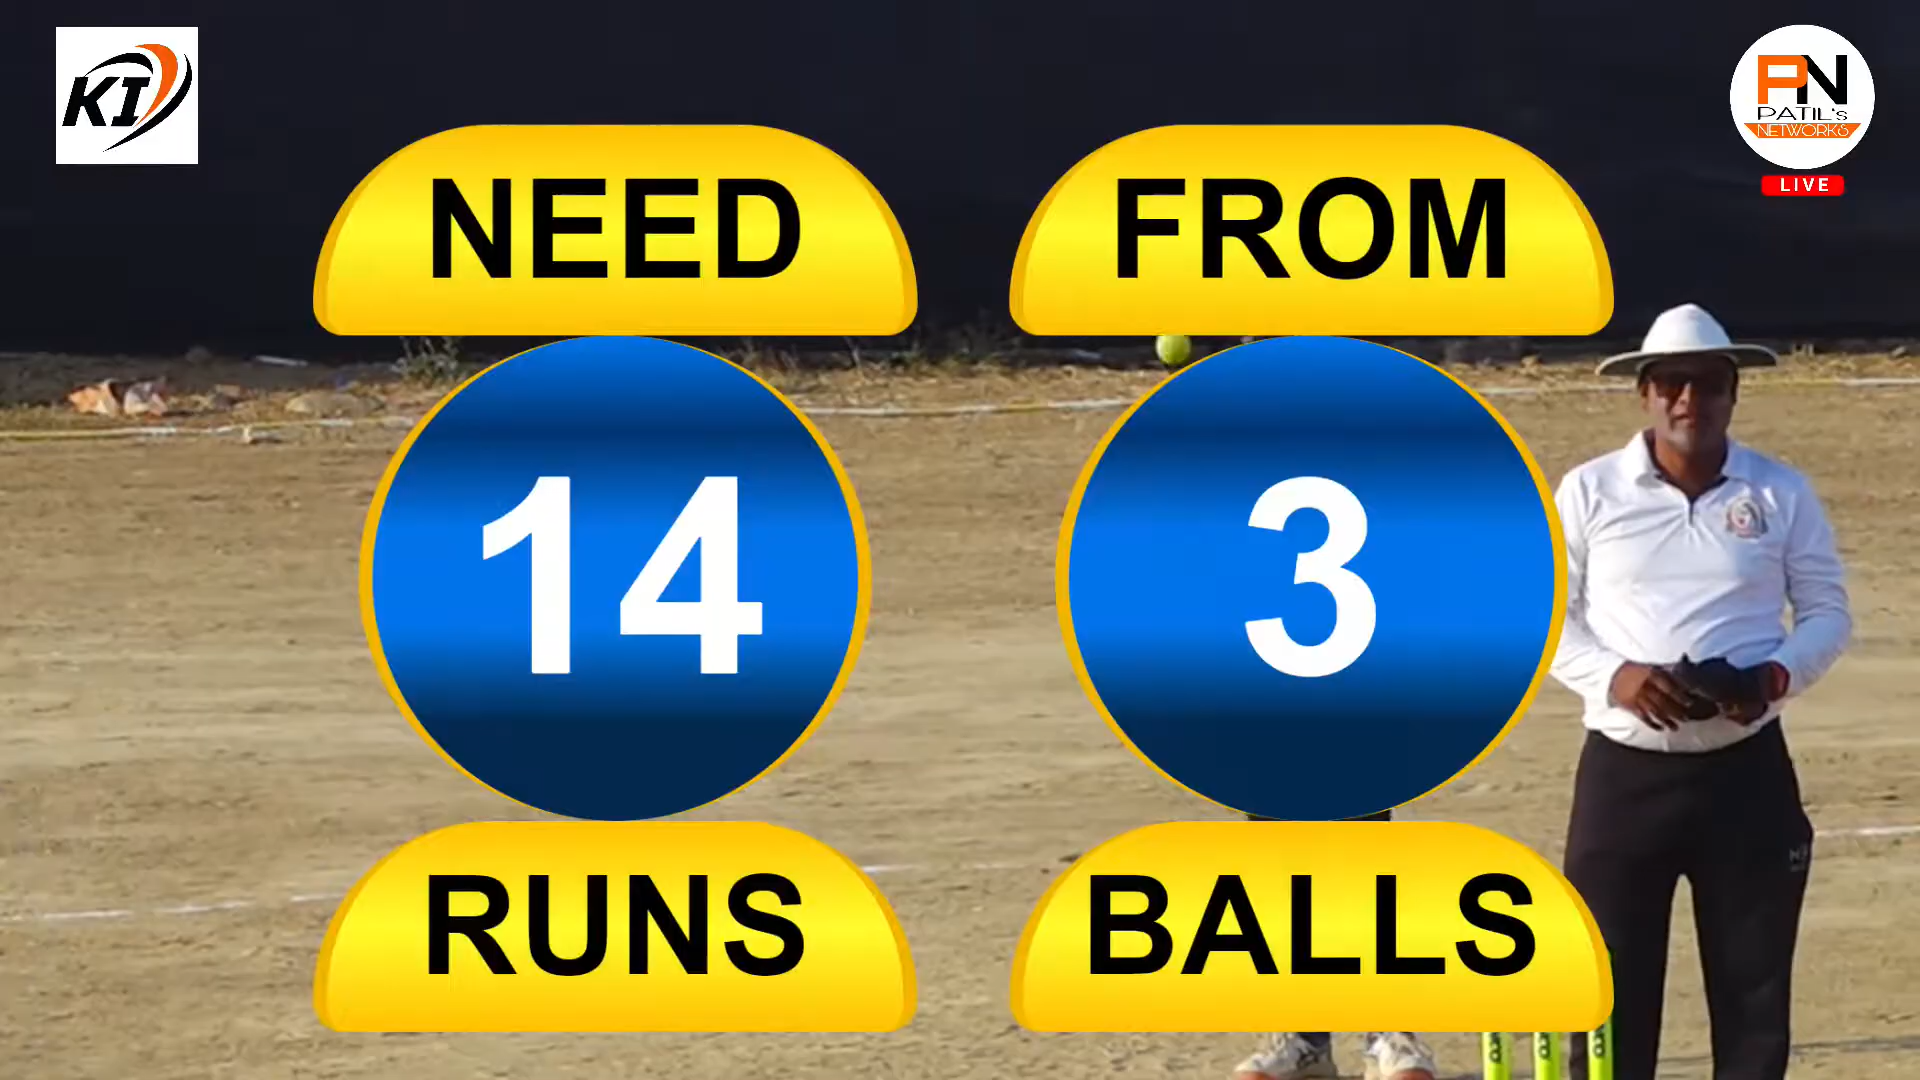 KI
PN
PATIL's
NETWORKS
LIVE
NEED
14
RUNS
FROM
3
BALLS